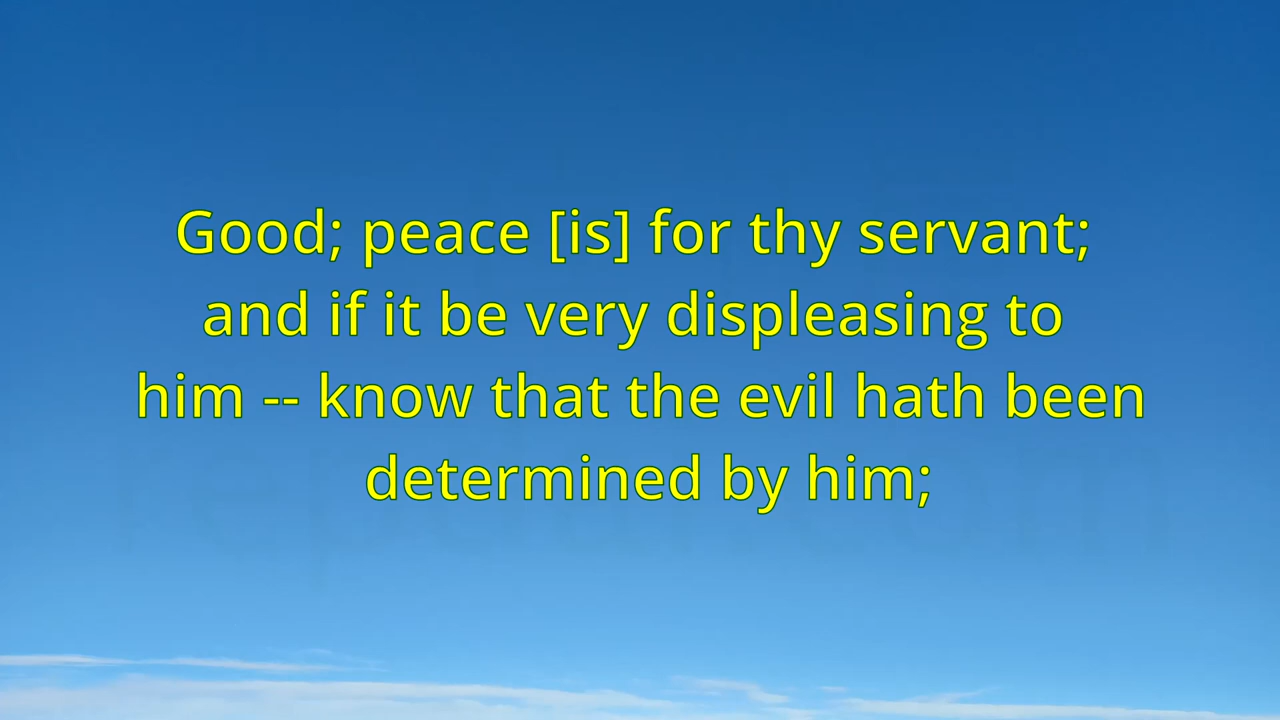 Good; peace [is] for thy servant;
and if it be very displeasing to
him -- know that the evil hath been
determined by him;